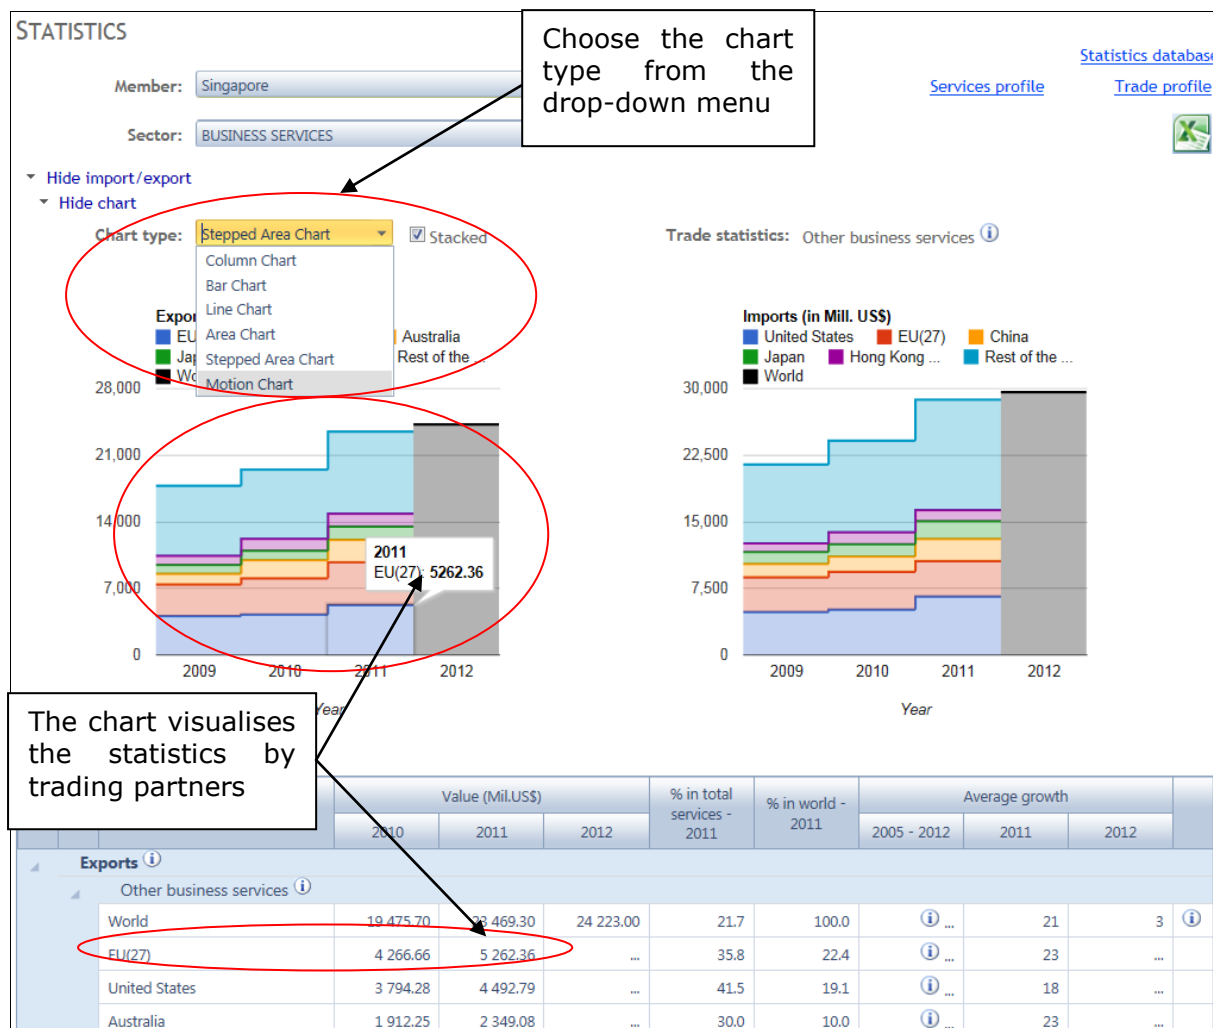 STATISTICS
Choose the chart
type from the
drop-down menu
Statistics database
Member: Singapore
Services profile
Trade profile
Sector: BUSINESS SERVICES
Hide import/export
Hide chart
Chart type: Stepped Area Chart Stacked
Trade statistics: Other business services
Column Chart
Bar Chart
Line Chart
Area Chart
Stepped Area Chart
Motion Chart
Australia
Rest of the ...
28,000
21,000
14,000
7,000
0
2011
EU(27): 5262.36
2009 2010 2011 2012
Year
Imports (in Mill. US$)
United States EU(27) China
Japan Hong Kong ... Rest of the ...
World
30,000
22,500
15,000
7,500
0
2009 2010 2011 2012
Year
The chart visualises
the statistics by
trading partners
Value (Mil.US$) % in total services - 2011 % in world - 2011 Average growth
2010 2011 2012 2005 - 2012 2011 2012
Exports
Other business services
World 19 475.70 23 469.30 24 223.00 21.7 100.0 ... 21 3
EU(27) 4 266.66 5 262.36 ... 35.8 22.4 ... 23 ...
United States 3 794.28 4 492.79 ... 41.5 19.1 ... 18 ...
Australia 1 912.25 2 349.08 ... 30.0 10.0 ... 23 ...